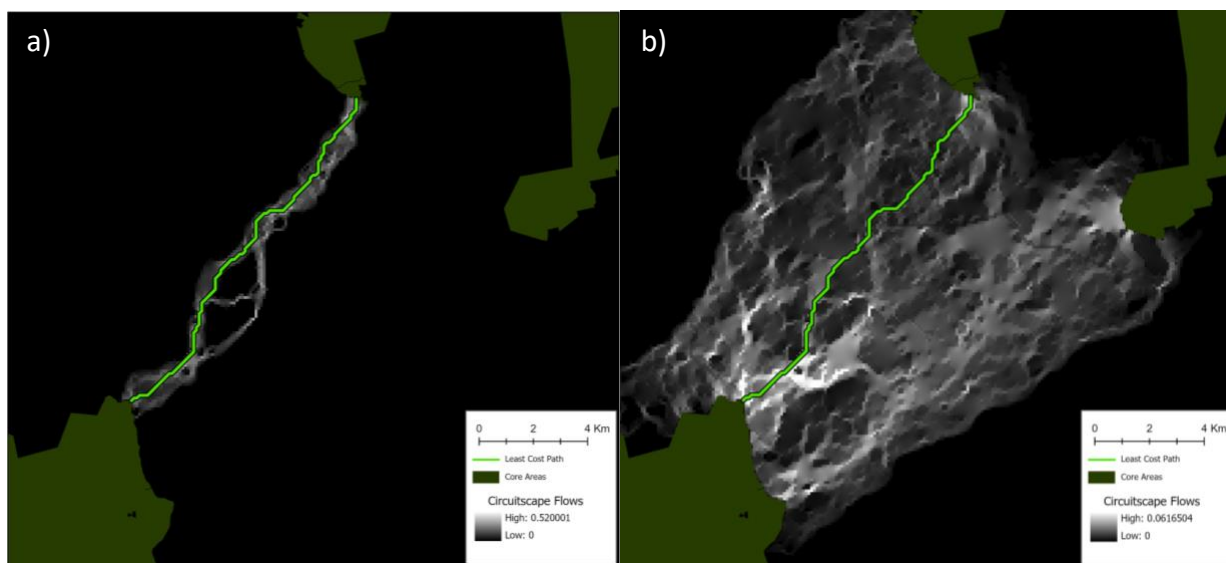 a)
0 2 4 Km
Least Cost Path
Core Areas
Circuitscape Flows
High: 0.520001
Low: 0
b)
0 2 4 Km
Least Cost Path
Core Areas
Circuitscape Flows
High: 0.0616504
Low: 0